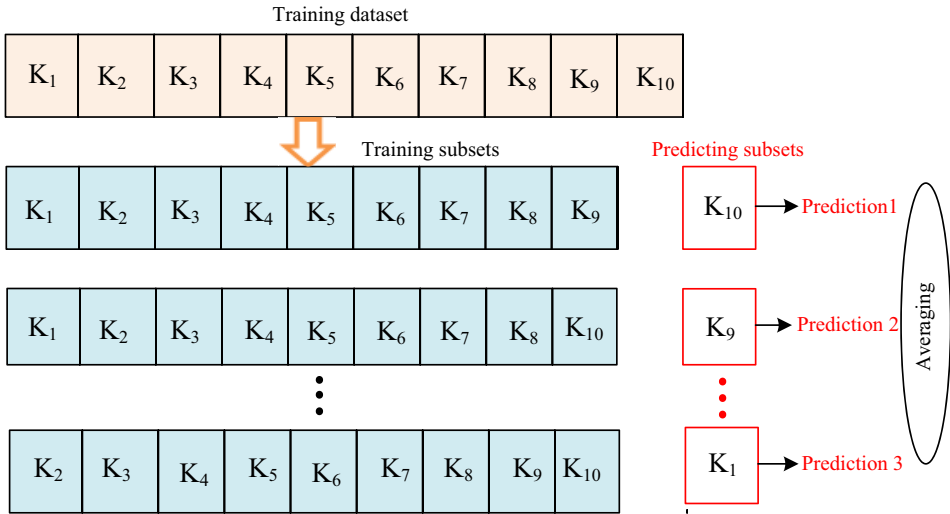 Training dataset
K₁ K₂ K₃ K₄ K₅ K₆ K₇ K₈ K₉ K₁₀
Training subsets Predicting subsets
K₁ K₂ K₃ K₄ K₅ K₆ K₇ K₈ K₉ K₁₀ Prediction1
K₁ K₂ K₃ K₄ K₅ K₆ K₇ K₈ K₁₀ K₉ Prediction 2
K₂ K₃ K₄ K₅ K₆ K₇ K₈ K₉ K₁₀ K₁ Prediction 3
Averaging